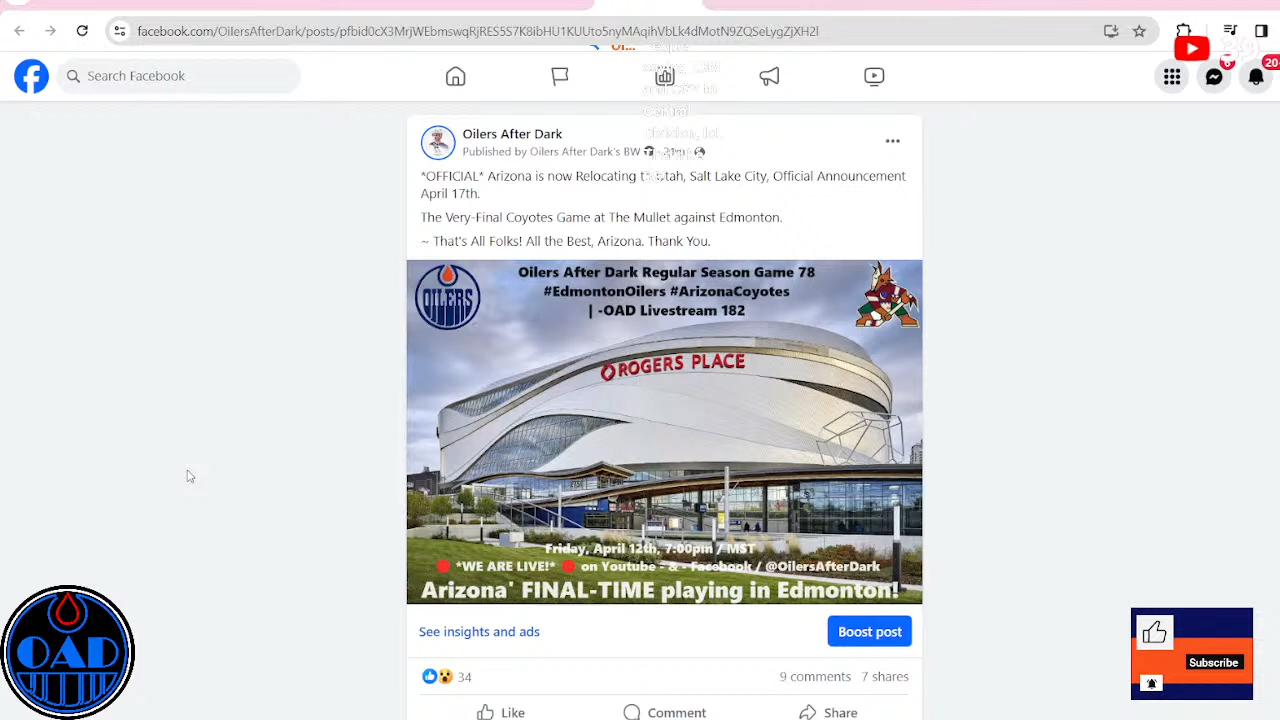 facebook.com/OilersAfterDark/posts/
Search Facebook
20+
Oilers After Dark
Published by Oilers After Dark's BW
*OFFICIAL* Arizona is now Relocating to Utah, Salt Lake City, Official Announcement
April 17th.
The Very-Final Coyotes Game at The Mullet against Edmonton.
~ That's All Folks! All the Best, Arizona. Thank You.
OILERS
Oilers After Dark Regular Season Game 78
#EdmontonOilers #ArizonaCoyotes
| -OAD Livestream 182
ROGERS PLACE
Friday, April 12th, 7:00pm / MST
*WE ARE LIVE!* on Youtube - & - Facebook / @OilersAfterDark
Arizona' FINAL-TIME playing in Edmonton!
See insights and ads
Boost post
34
9 comments 7 shares
Like
Comment
Share
OAD
Subscribe